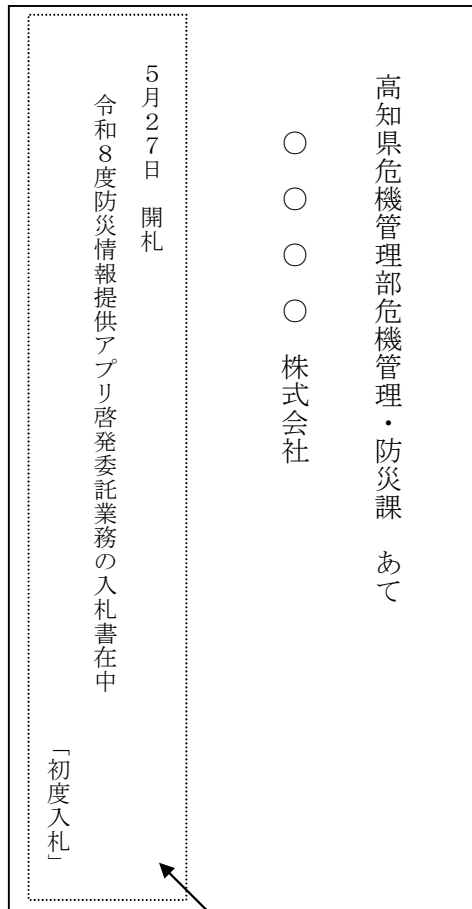 高知県危機管理部危機管理・防災課　あて
○　○　○　○　株式会社
５月２７日　開札
令和８度防災情報提供アプリ啓発委託業務の入札書在中
「初度入札」